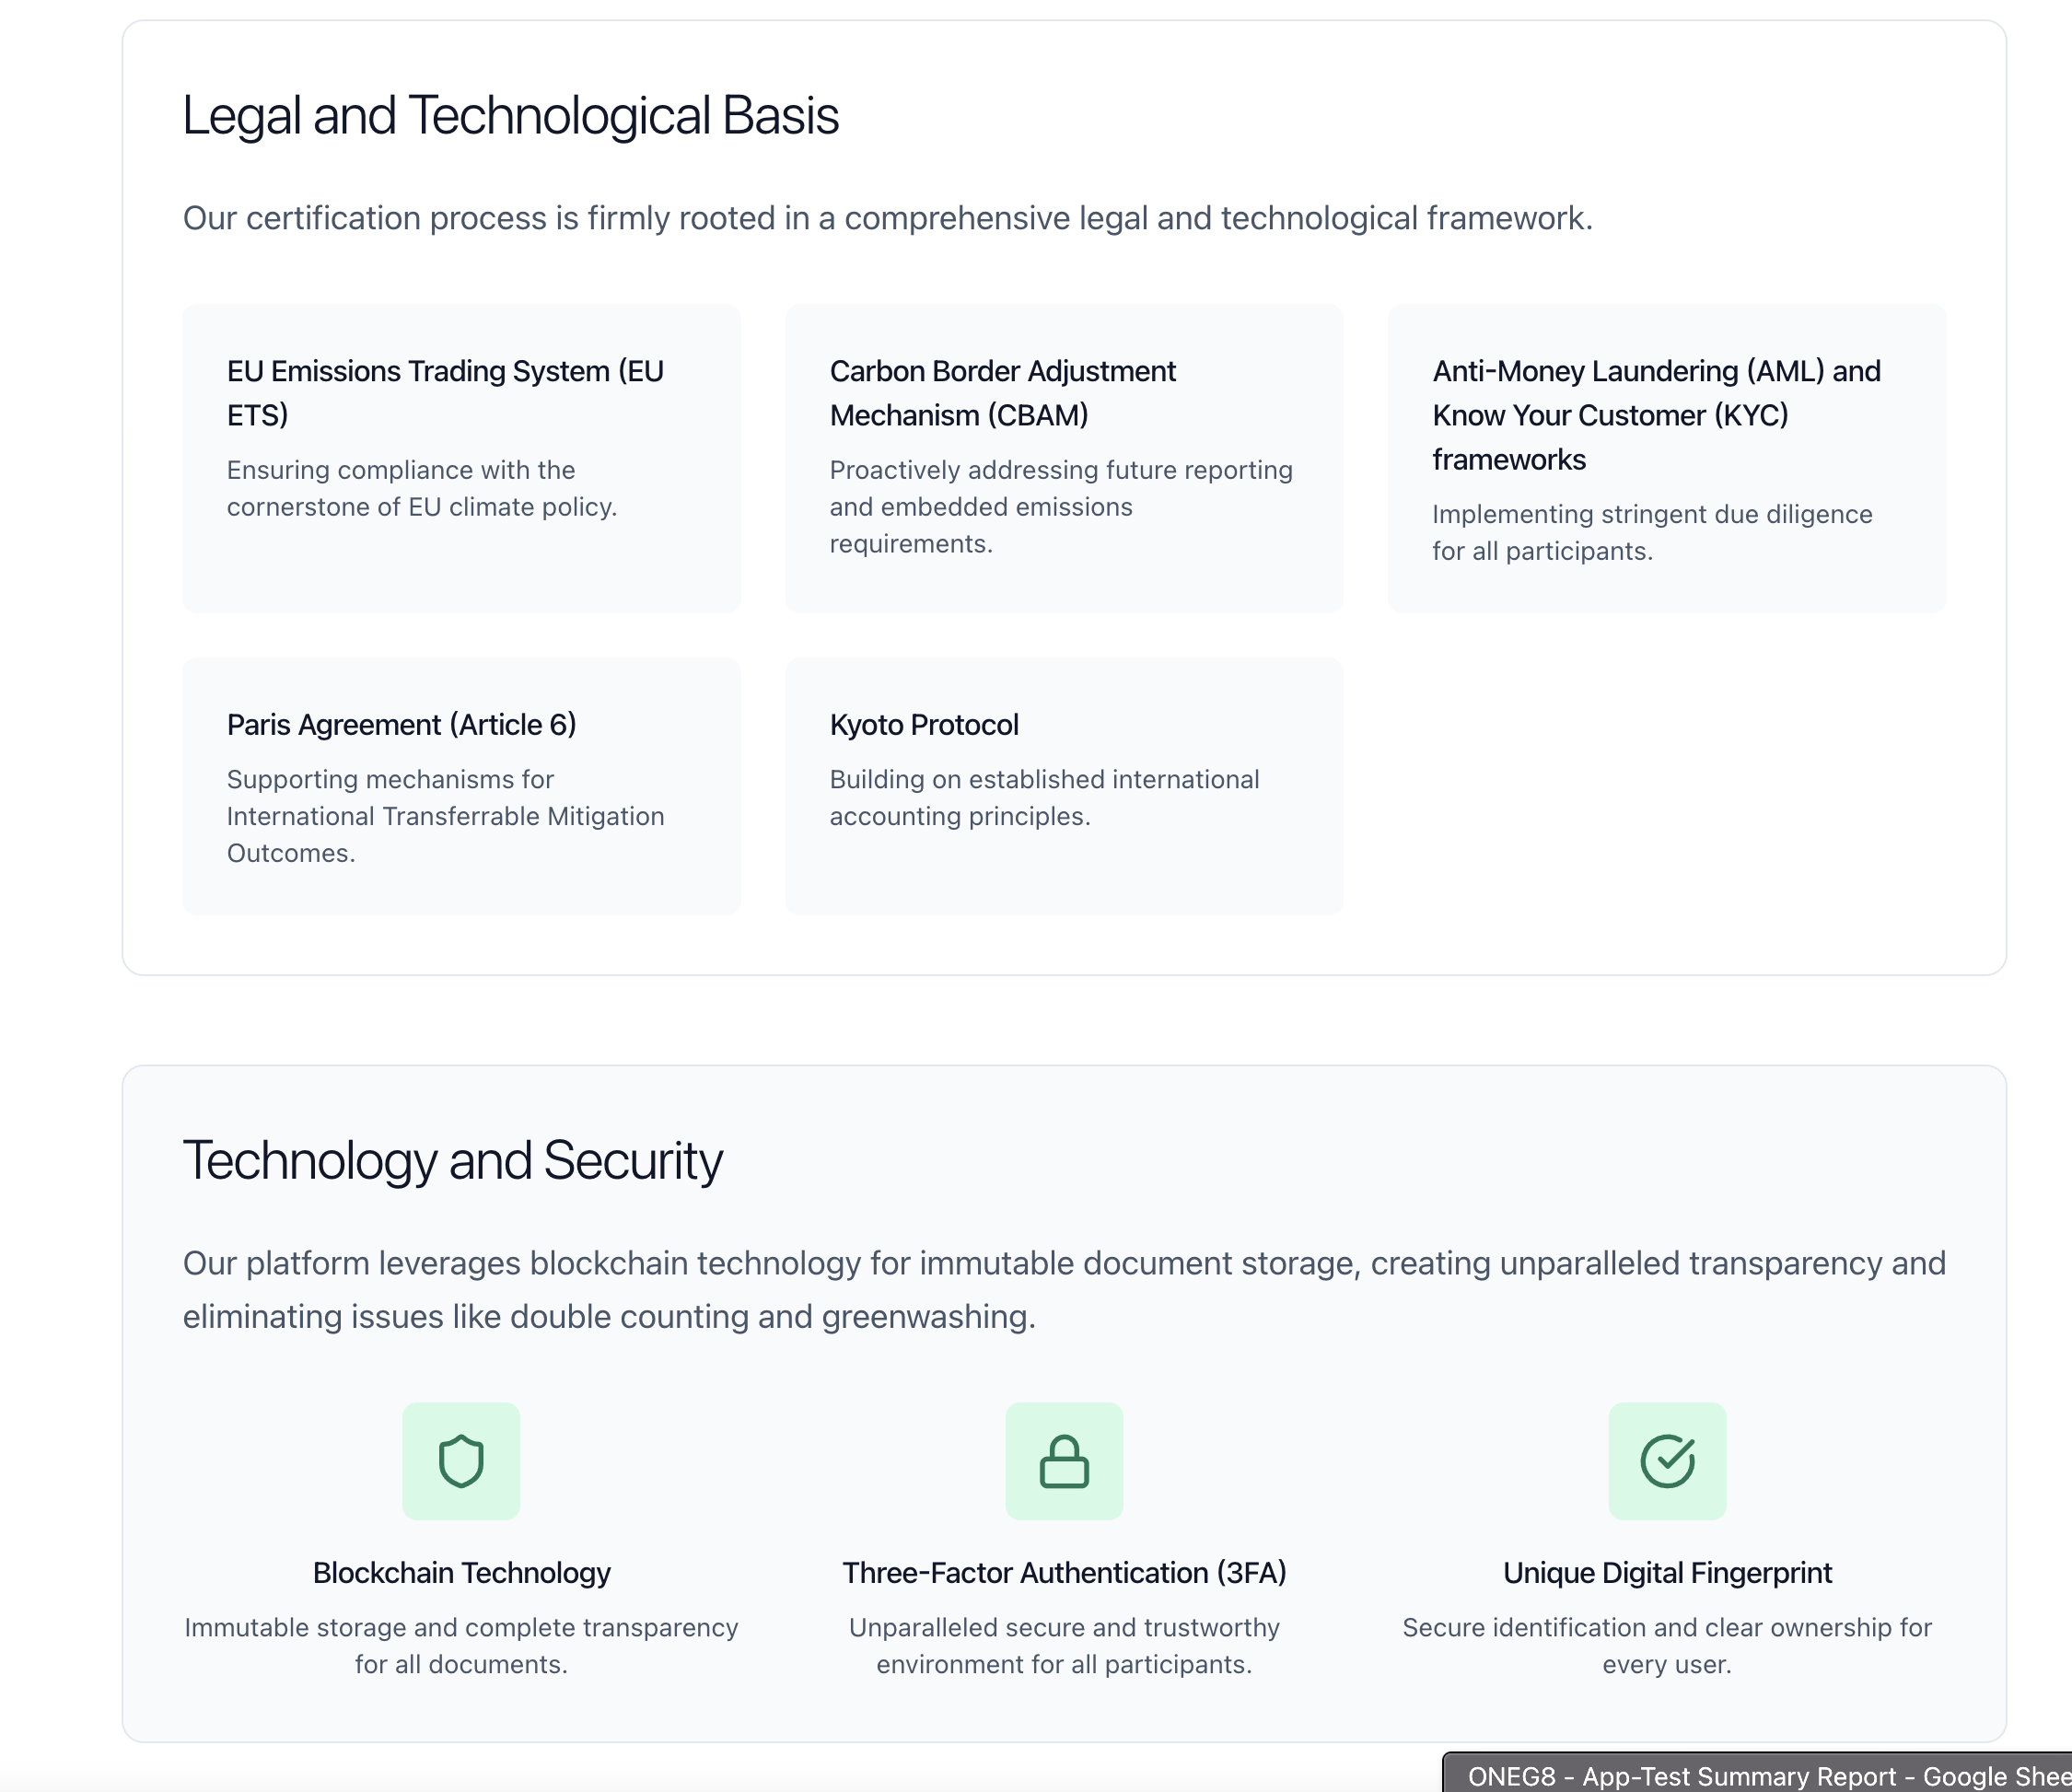 Legal and Technological Basis
Our certification process is firmly rooted in a comprehensive legal and technological framework.
EU Emissions Trading System (EU
ETS)
Ensuring compliance with the
cornerstone of EU climate policy.
Carbon Border Adjustment
Mechanism (CBAM)
Proactively addressing future reporting
and embedded emissions
requirements.
Anti-Money Laundering (AML) and
Know Your Customer (KYC)
frameworks
Implementing stringent due diligence
for all participants.
Paris Agreement (Article 6)
Supporting mechanisms for
International Transferrable Mitigation
Outcomes.
Kyoto Protocol
Building on established international
accounting principles.
Technology and Security
Our platform leverages blockchain technology for immutable document storage, creating unparalleled transparency and
eliminating issues like double counting and greenwashing.
Blockchain Technology
Immutable storage and complete transparency
for all documents.
Three-Factor Authentication (3FA)
Unparalleled secure and trustworthy
environment for all participants.
Unique Digital Fingerprint
Secure identification and clear ownership for
every user.
ONEG8 - App-Test Summary Report - Google Shee